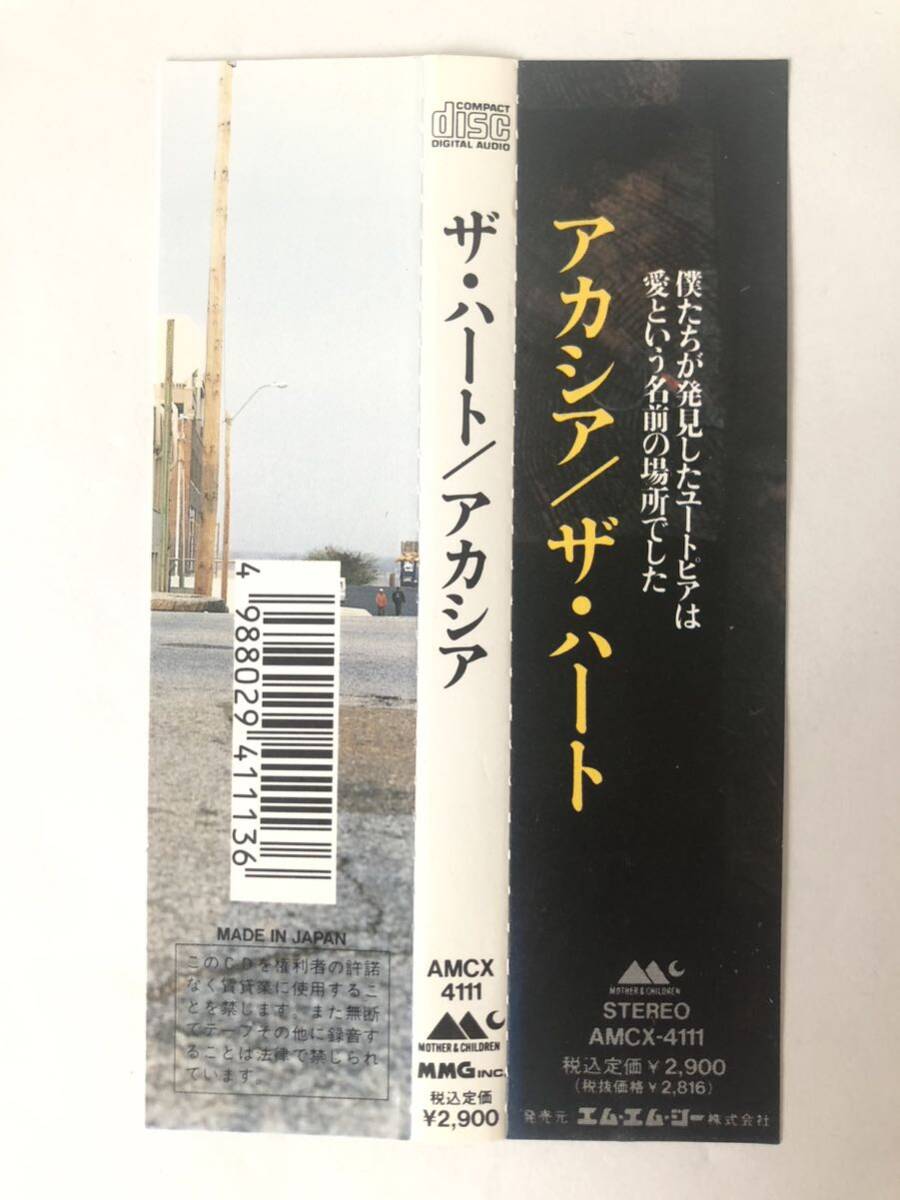 僕たちが発見したユートピアは
愛という名前の場所でした
アカシア／ザ・ハート
MOTHER & CHILDREN
STEREO
AMCX-4111
税込定価￥2,900
(税抜価格￥2,816)
発売元 エム・エム・ジー株式会社
COMPACT
disc
DIGITAL AUDIO
ザ・ハート／アカシア
AMCX
4111
MOTHER & CHILDREN
MMG INC.
税込定価
¥2,900
4 988029 411136
MADE IN JAPAN
このCDを権利者の許諾
なく賃貸業に使用するこ
とを禁じます。また無断
でテープその他に録音す
ることは法律で禁じられ
ています。